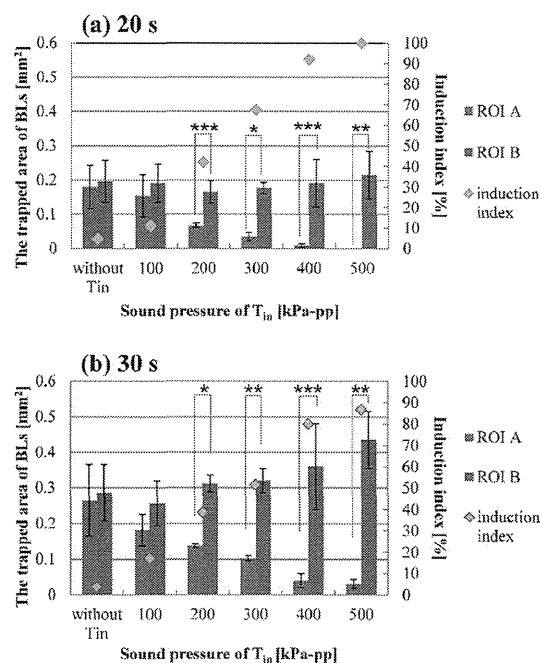 (a) 20 s
The trapped area of BLs [mm²]
0.6
0.5
0.4
0.3
0.2
0.1
0
100
90
80
70
60
50
40
30
20
10
0
Induction index [%]
*** * *** **
ROI A
ROI B
induction index
without Tin 100 200 300 400 500
Sound pressure of Tin [kPa-pp]
(b) 30 s
The trapped area of BLs [mm²]
0.6
0.5
0.4
0.3
0.2
0.1
0
100
90
80
70
60
50
40
30
20
10
0
Induction index [%]
* ** *** **
ROI A
ROI B
induction index
without Tin 100 200 300 400 500
Sound pressure of Tin [kPa-pp]